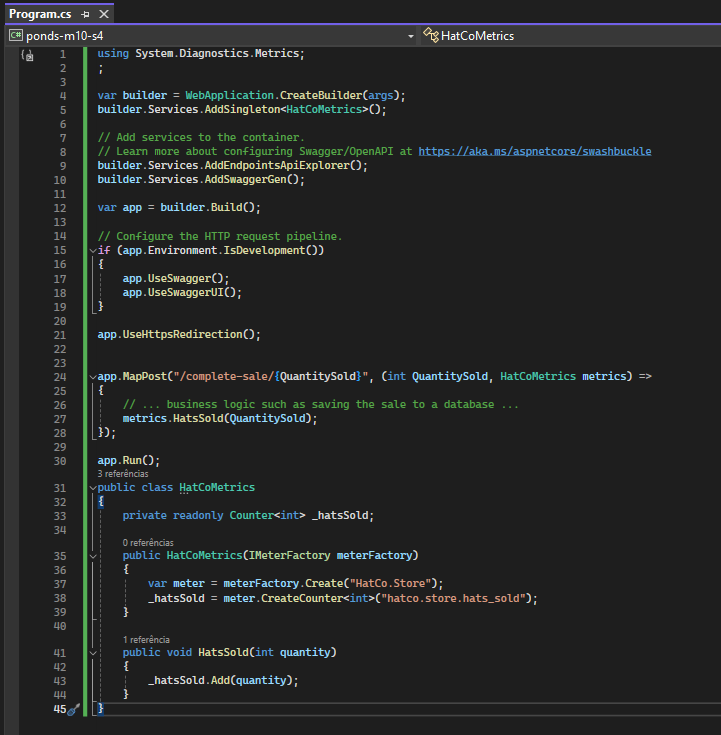 Program.cs
C# ponds-m10-s4 HatCoMetrics
1 using System.Diagnostics.Metrics;
2 ;
3
4 var builder = WebApplication.CreateBuilder(args);
5 builder.Services.AddSingleton<HatCoMetrics>();
6
7 // Add services to the container.
8 // Learn more about configuring Swagger/OpenAPI at https://aka.ms/aspnetcore/swashbuckle
9 builder.Services.AddEndpointsApiExplorer();
10 builder.Services.AddSwaggerGen();
11
12 var app = builder.Build();
13
14 // Configure the HTTP request pipeline.
15 if (app.Environment.IsDevelopment())
16 {
17 app.UseSwagger();
18 app.UseSwaggerUI();
19 }
20
21 app.UseHttpsRedirection();
22
23
24 app.MapPost("/complete-sale/{QuantitySold}", (int QuantitySold, HatCoMetrics metrics) =>
25 {
26 // ... business logic such as saving the sale to a database ...
27 metrics.HatsSold(QuantitySold);
28 });
29
30 app.Run();
3 referências
31 public class HatCoMetrics
32 {
33 private readonly Counter<int> _hatsSold;
34
0 referências
35 public HatCoMetrics(IMeterFactory meterFactory)
36 {
37 var meter = meterFactory.Create("HatCo.Store");
38 _hatsSold = meter.CreateCounter<int>("hatco.store.hats_sold");
39 }
40
1 referência
41 public void HatsSold(int quantity)
42 {
43 _hatsSold.Add(quantity);
44 }
45 }